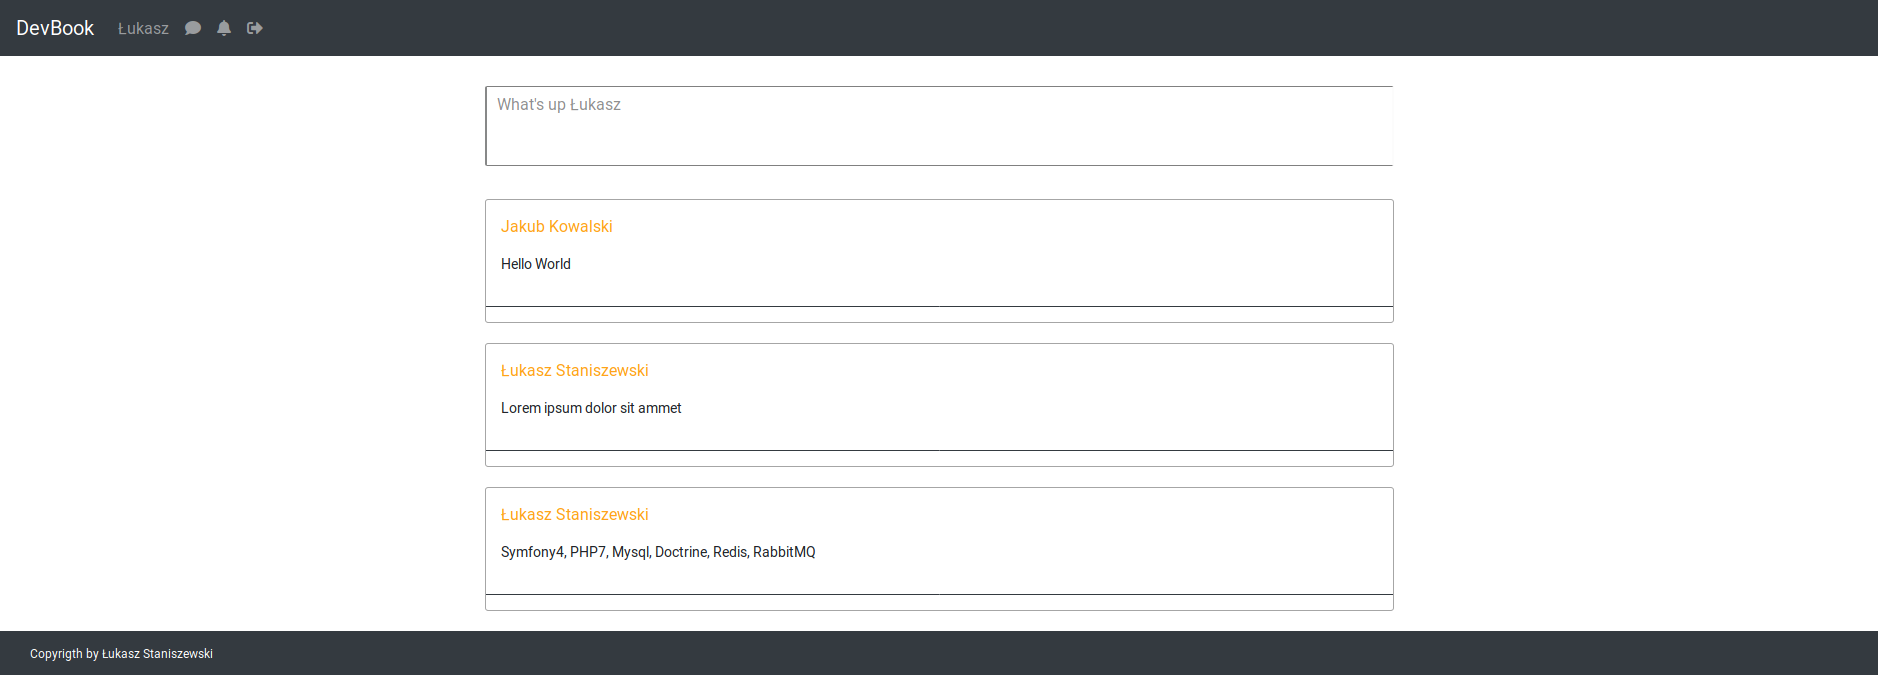 DevBook Łukasz
What's up Łukasz
Jakub Kowalski
Hello World
Łukasz Staniszewski
Lorem ipsum dolor sit ammet
Łukasz Staniszewski
Symfony4, PHP7, Mysql, Doctrine, Redis, RabbitMQ
Copyrigth by Łukasz Staniszewski